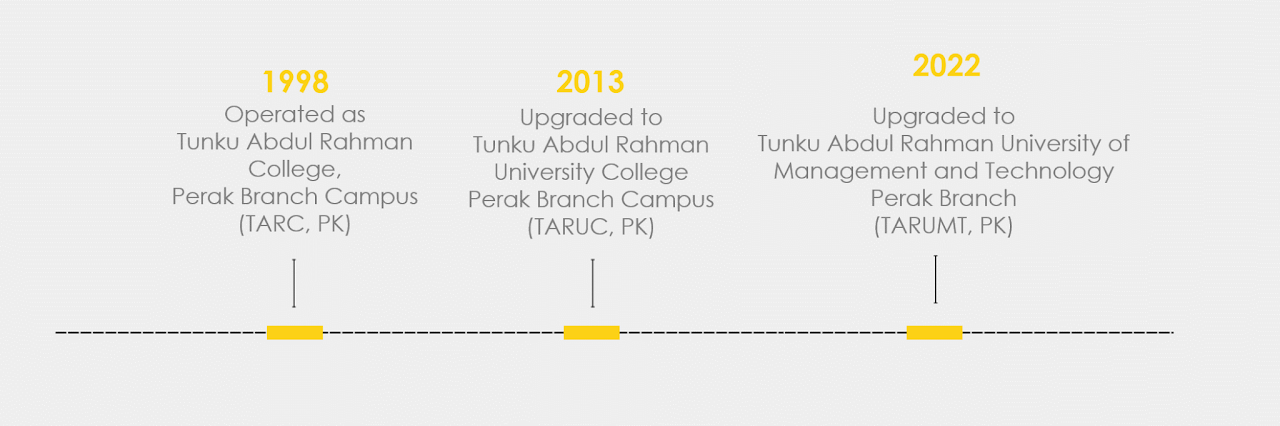 1998
Operated as
Tunku Abdul Rahman
College,
Perak Branch Campus
(TARC, PK)
2013
Upgraded to
Tunku Abdul Rahman
University College
Perak Branch Campus
(TARUC, PK)
2022
Upgraded to
Tunku Abdul Rahman University of
Management and Technology
Perak Branch
(TARUMT, PK)